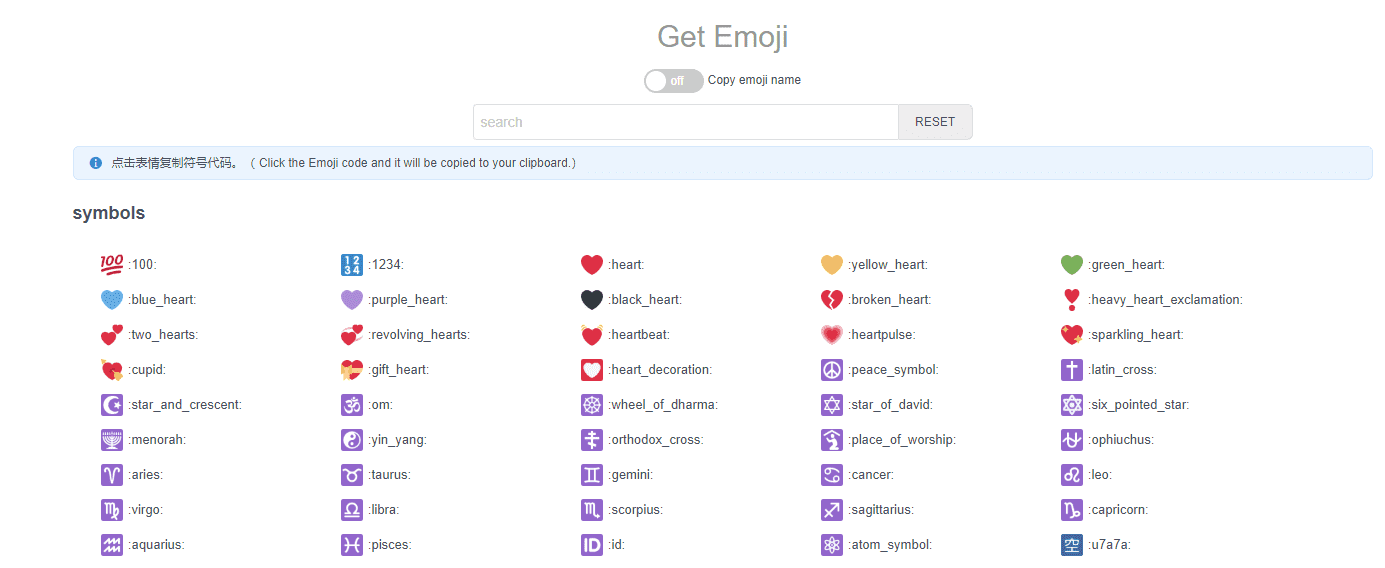 Get Emoji
off Copy emoji name
search RESET
点击表情复制符号代码。 ( Click the Emoji code and it will be copied to your clipboard.)
symbols
100 :100: 1234 :1234: :heart: :yellow_heart: :green_heart:
:blue_heart: :purple_heart: :black_heart: :broken_heart: :heavy_heart_exclamation:
:two_hearts: :revolving_hearts: :heartbeat: :heartpulse: :sparkling_heart:
:cupid: :gift_heart: :heart_decoration: :peace_symbol: :latin_cross:
:star_and_crescent: :om: :wheel_of_dharma: :star_of_david: :six_pointed_star:
:menorah: :yin_yang: :orthodox_cross: :place_of_worship: :ophiuchus:
:aries: :taurus: :gemini: :cancer: :leo:
:virgo: :libra: :scorpius: :sagittarius: :capricorn:
:aquarius: :pisces: ID :id: :atom_symbol: 空 :u7a7a: